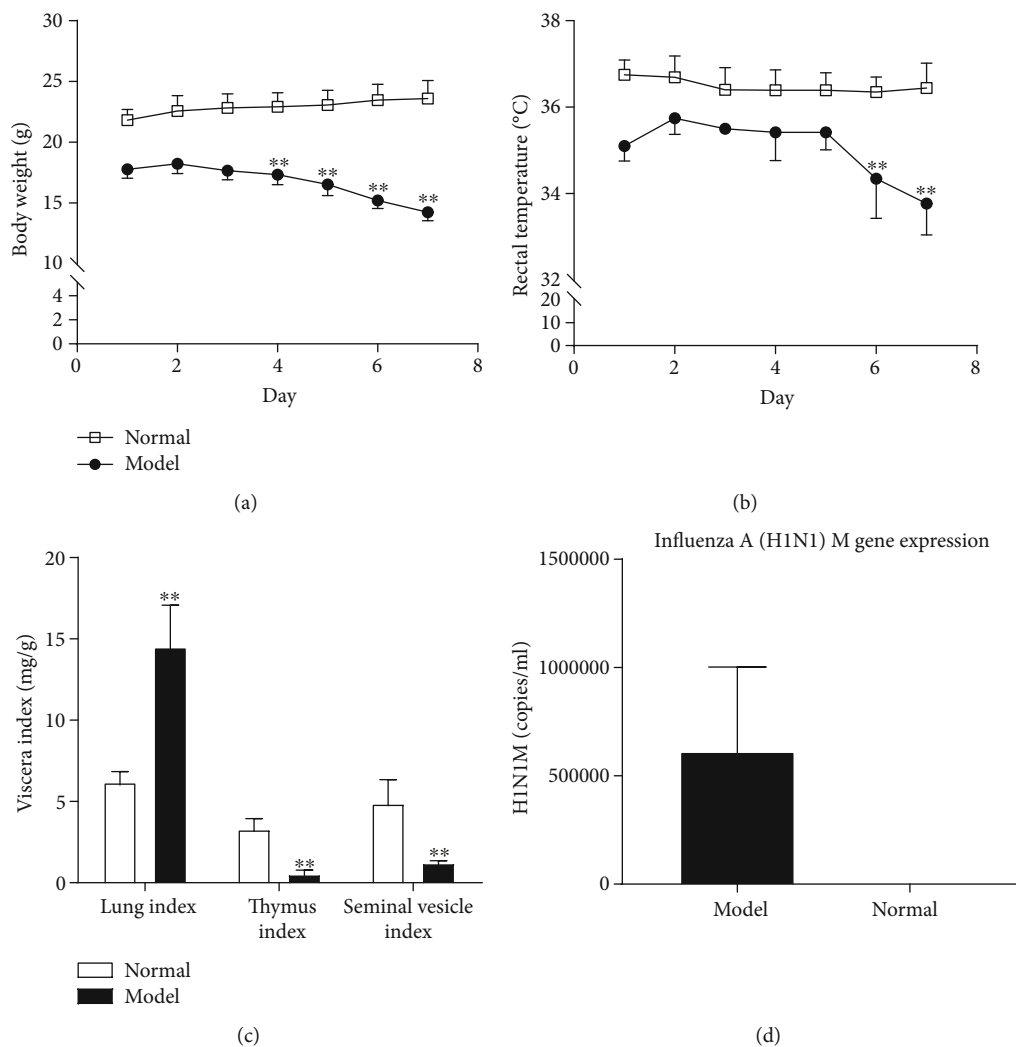 30
25
20
15
10
4
2
0
Body weight (g)
**
**
**
**
0
2
4
6
8
Day
Normal
Model
(a)
38
36
34
32
20
10
0
Rectal temperature (°C)
**
**
0
2
4
6
8
Day
(b)
20
15
10
5
0
Viscera index (mg/g)
**
**
**
Lung index
Thymus
index
Seminal vesicle
index
Normal
Model
(c)
Influenza A (H1N1) M gene expression
1500000
1000000
500000
0
H1N1M (copies/ml)
Model
Normal
(d)